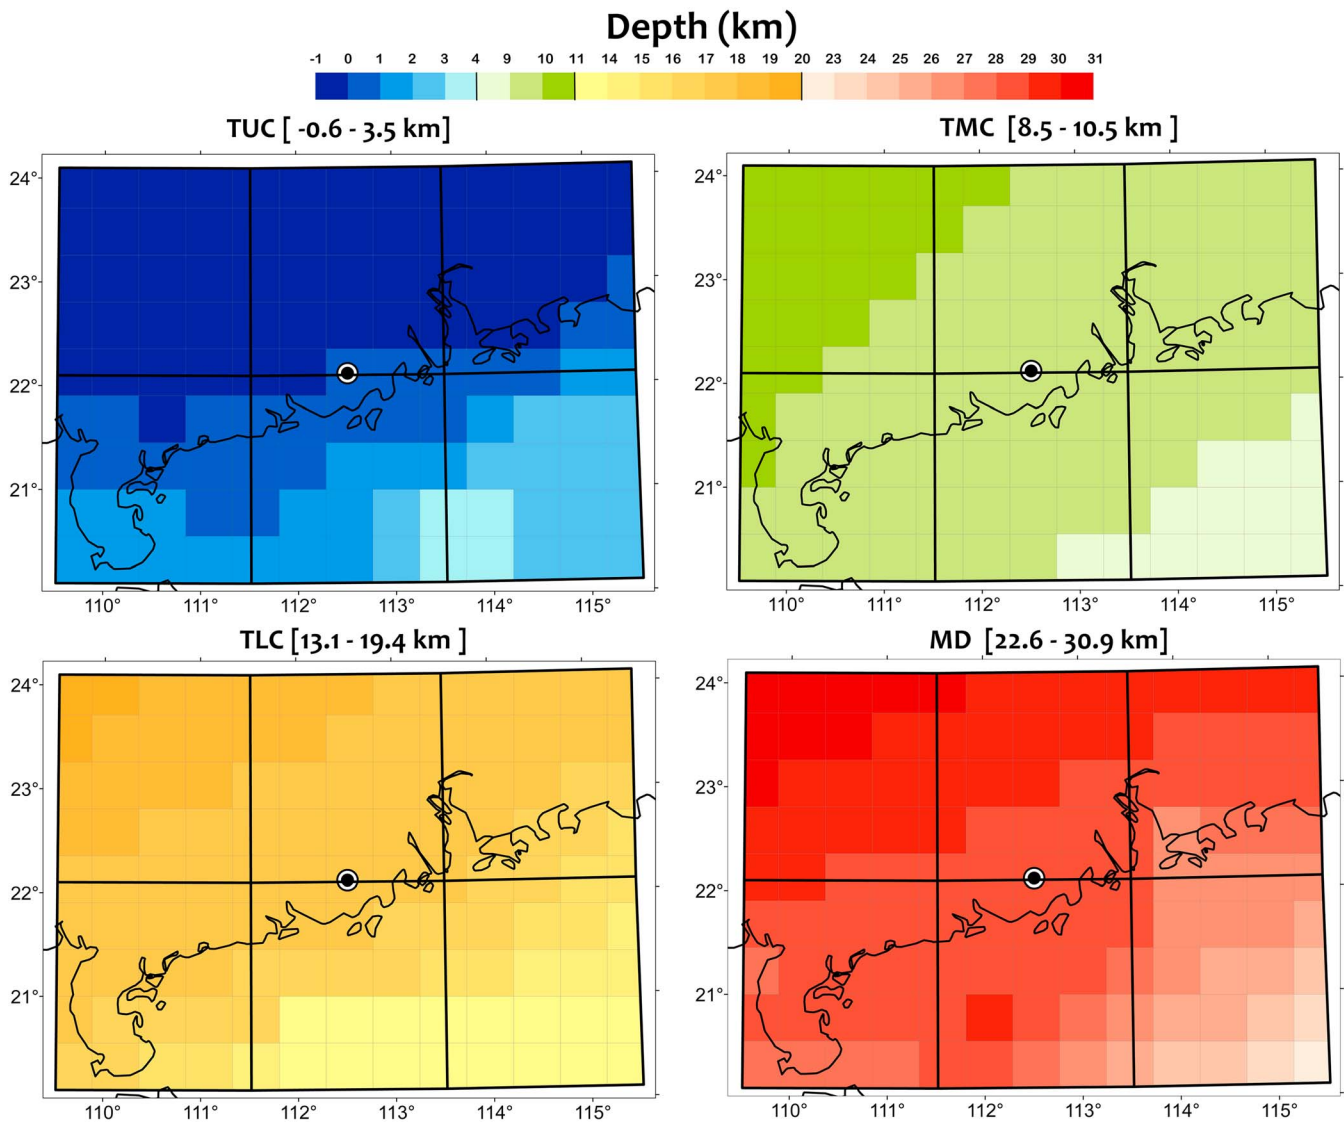 Depth (km)
-1 0 1 2 3 4 9 10 11 14 15 16 17 18 20 23 24 25 26 27 28 29 30 31
TUC [ -0.6 - 3.5 km]
TMC [8.5 - 10.5 km ]
24°
23°
22°
21°
110° 111° 112° 113° 114° 115°
24°
23°
22°
21°
110° 111° 112° 113° 114° 115°
TLC [13.1 - 19.4 km ]
MD [22.6 - 30.9 km]
24°
23°
22°
21°
110° 111° 112° 113° 114° 115°
24°
23°
22°
21°
110° 111° 112° 113° 114° 115°